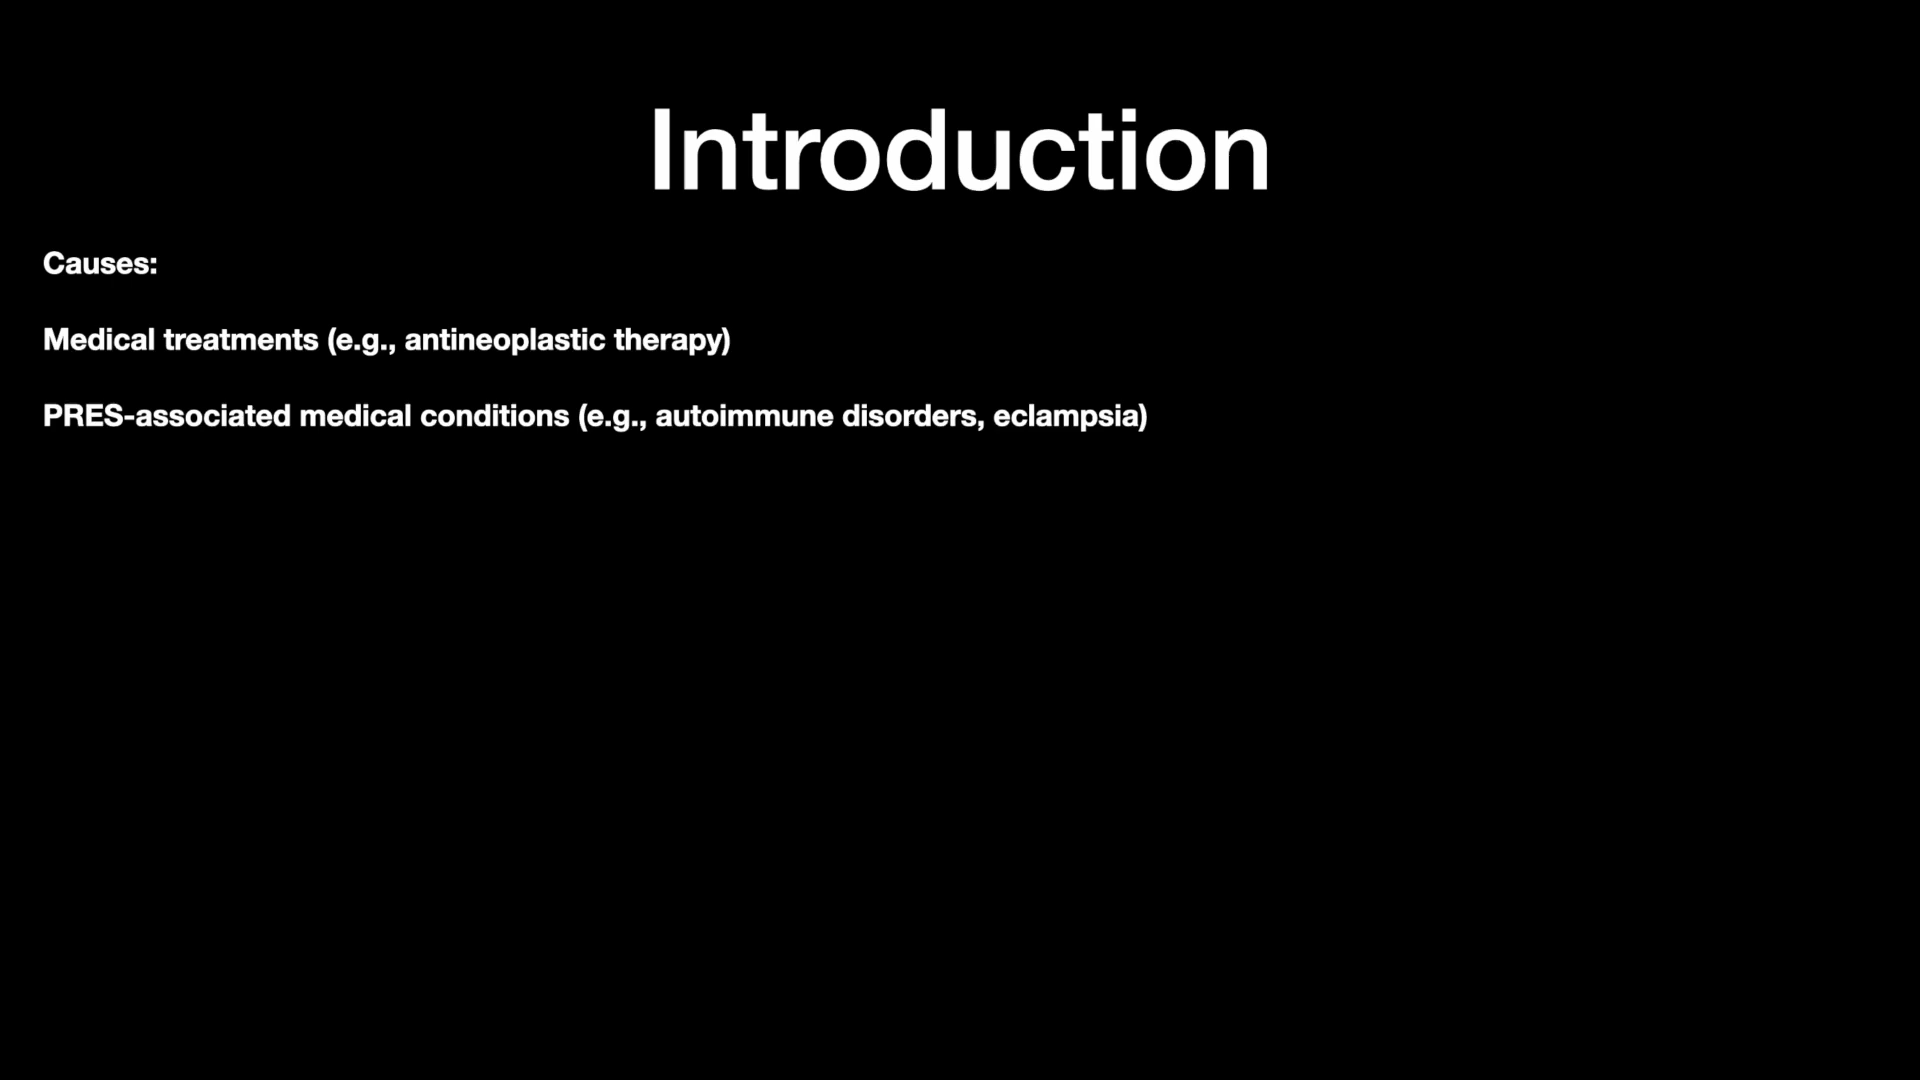 Introduction
Causes:
Medical treatments (e.g., antineoplastic therapy)
PRES-associated medical conditions (e.g., autoimmune disorders, eclampsia)